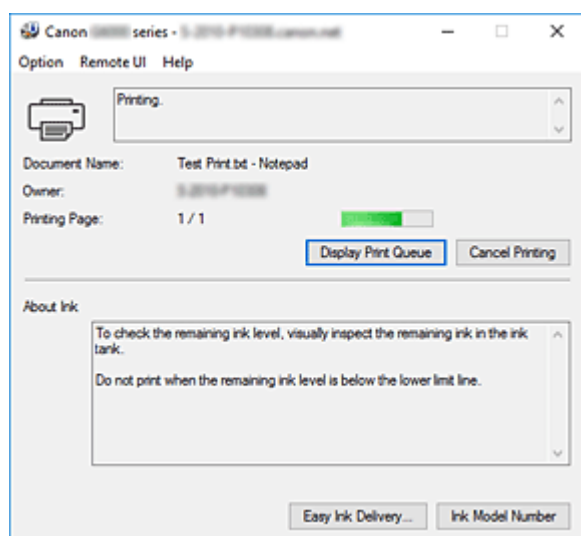 Canon series -
Option Remote UI Help
Printing.
Document Name: Test Print.txt - Notepad
Owner:
Printing Page: 1 / 1
Display Print Queue Cancel Printing
About Ink
To check the remaining ink level, visually inspect the remaining ink in the ink
tank.
Do not print when the remaining ink level is below the lower limit line.
Easy Ink Delivery... Ink Model Number